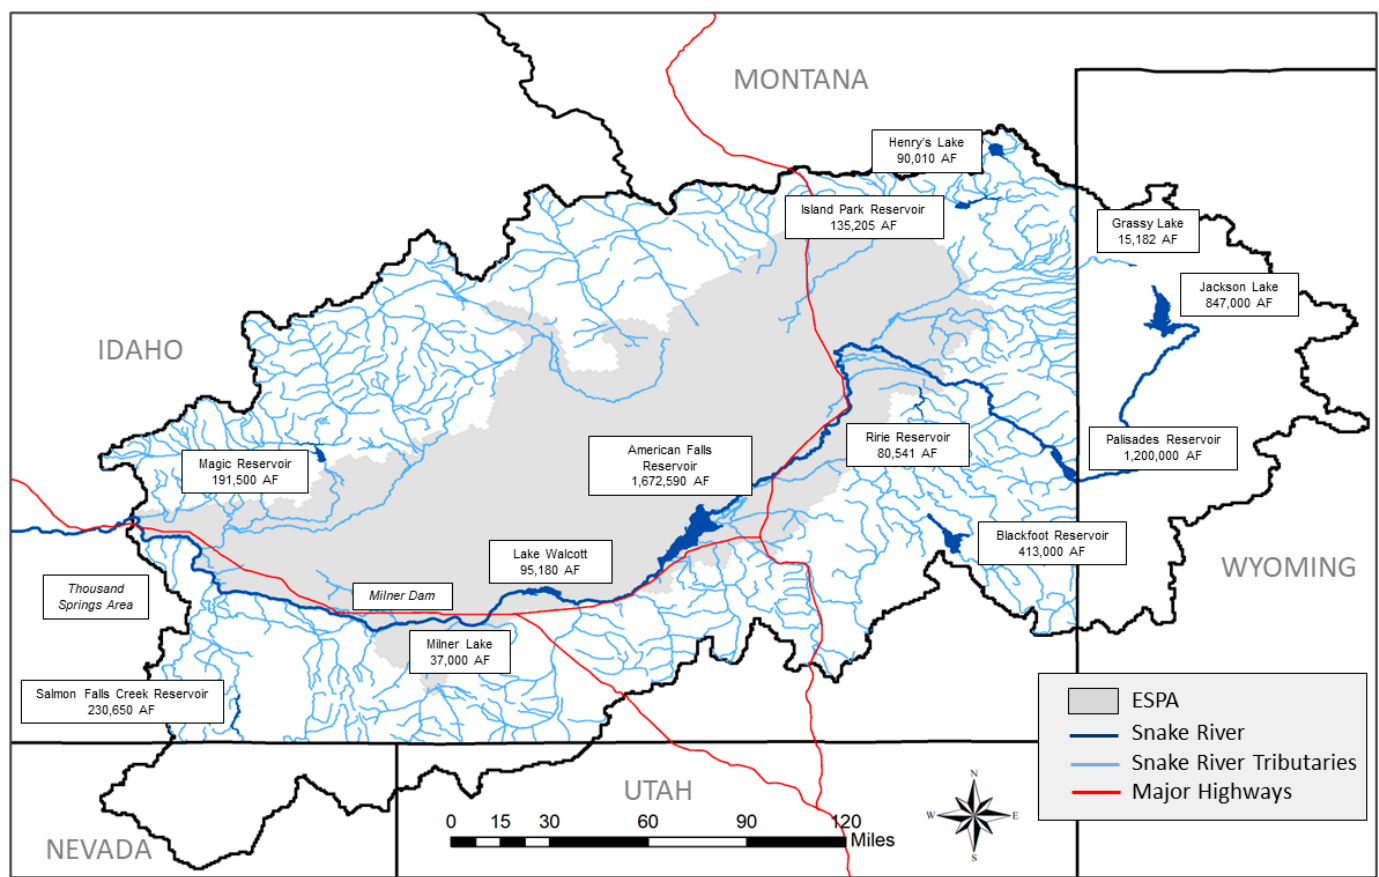 MONTANA
Henry's Lake
90,010 AF
Island Park Reservoir
135,205 AF
Grassy Lake
15,182 AF
Jackson Lake
847,000 AF
IDAHO
American Falls
Reservoir
1,672,590 AF
Ririe Reservoir
80,541 AF
Palisades Reservoir
1,200,000 AF
Magic Reservoir
191,500 AF
Blackfoot Reservoir
413,000 AF
Lake Walcott
95,180 AF
WYOMING
Thousand
Springs Area
Milner Dam
Milner Lake
37,000 AF
Salmon Falls Creek Reservoir
230,650 AF
ESPA
Snake River
Snake River Tributaries
Major Highways
UTAH
NEVADA
0 15 30 60 90 120
Miles
N
W E
S